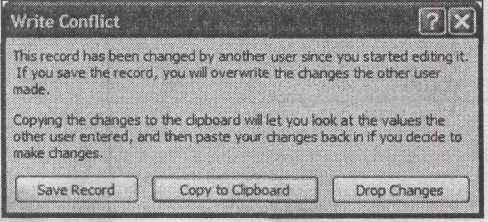 Write Conflict
This record has been changed by another user since you started editing it.
If you save the record, you will overwrite the changes the other user
made.
Copying the changes to the clipboard will let you look at the values the
other user entered, and then paste your changes back in if you decide to
make changes.
Save Record Copy to Clipboard Drop Changes